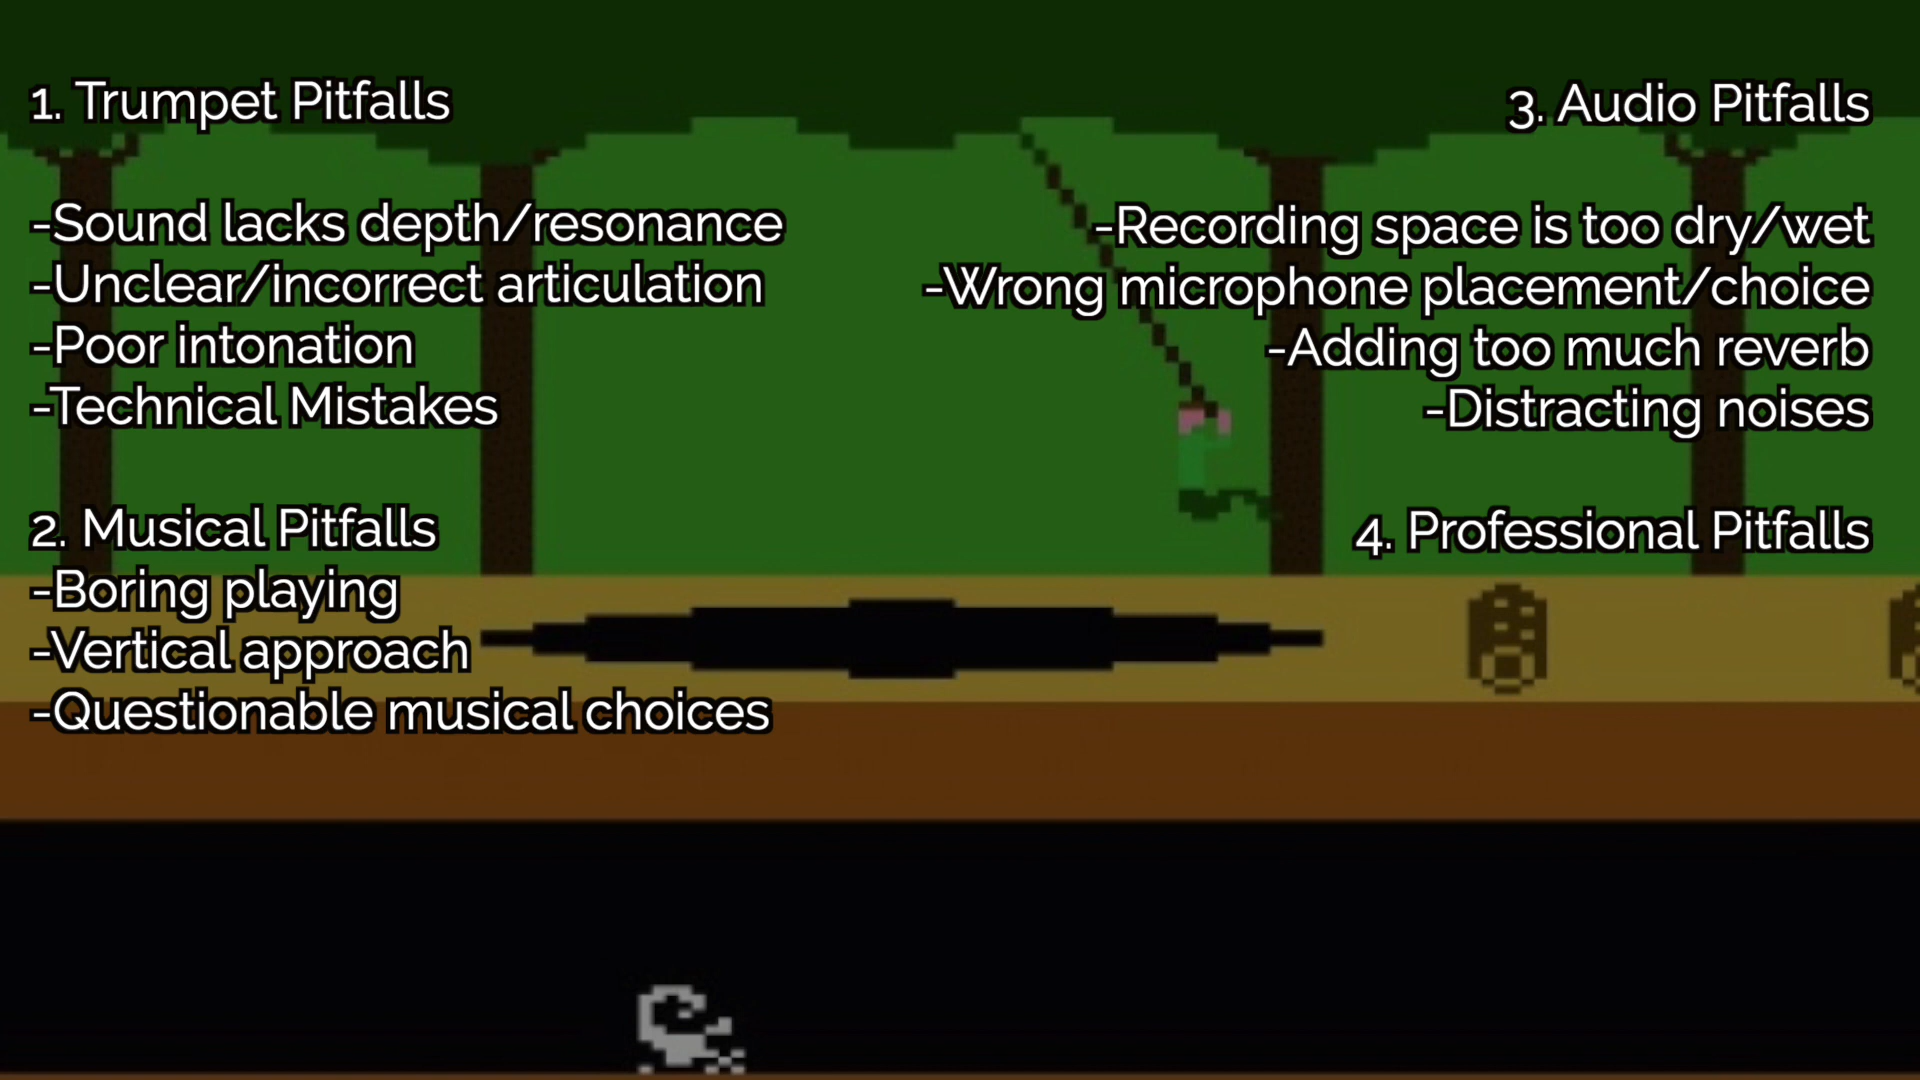 1. Trumpet Pitfalls
-Sound lacks depth/resonance
-Unclear/incorrect articulation
-Poor intonation
-Technical Mistakes
2. Musical Pitfalls
-Boring playing
-Vertical approach
-Questionable musical choices
3. Audio Pitfalls
-Recording space is too dry/wet
-Wrong microphone placement/choice
-Adding too much reverb
-Distracting noises
4. Professional Pitfalls